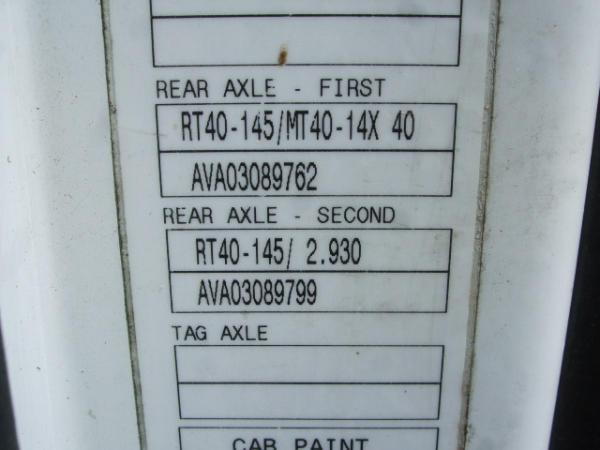 REAR AXLE - FIRST
RT40-145/MT40-14X 40
AVA03089762
REAR AXLE - SECOND
RT40-145/ 2.930
AVA03089799
TAG AXLE
CAB PAINT